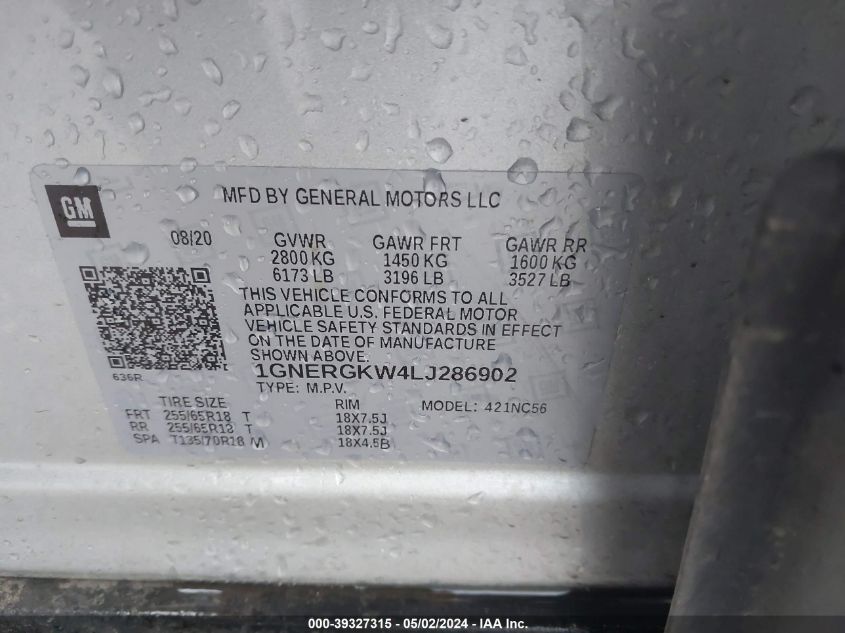 GM
MFD BY GENERAL MOTORS LLC
08/20 GVWR GAWR FRT GAWR RR
2800 KG 1450 KG 1600 KG
6173 LB 3196 LB 3527 LB
THIS VEHICLE CONFORMS TO ALL
APPLICABLE U.S. FEDERAL MOTOR
VEHICLE SAFETY STANDARDS IN EFFECT
ON THE DATE OF MANUFACTURE
SHOWN ABOVE.
636R 1GNERGKW4LJ286902
TYPE: M.P.V.
TIRE SIZE RIM MODEL: 421NC56
FRT 255/65R18 T 18X7.5J
RR 255/65R18 T 18X7.5J
SPA T135/70R18 M 18X4.5B
000-39327315 / 05/02/2024 - IAA Inc.